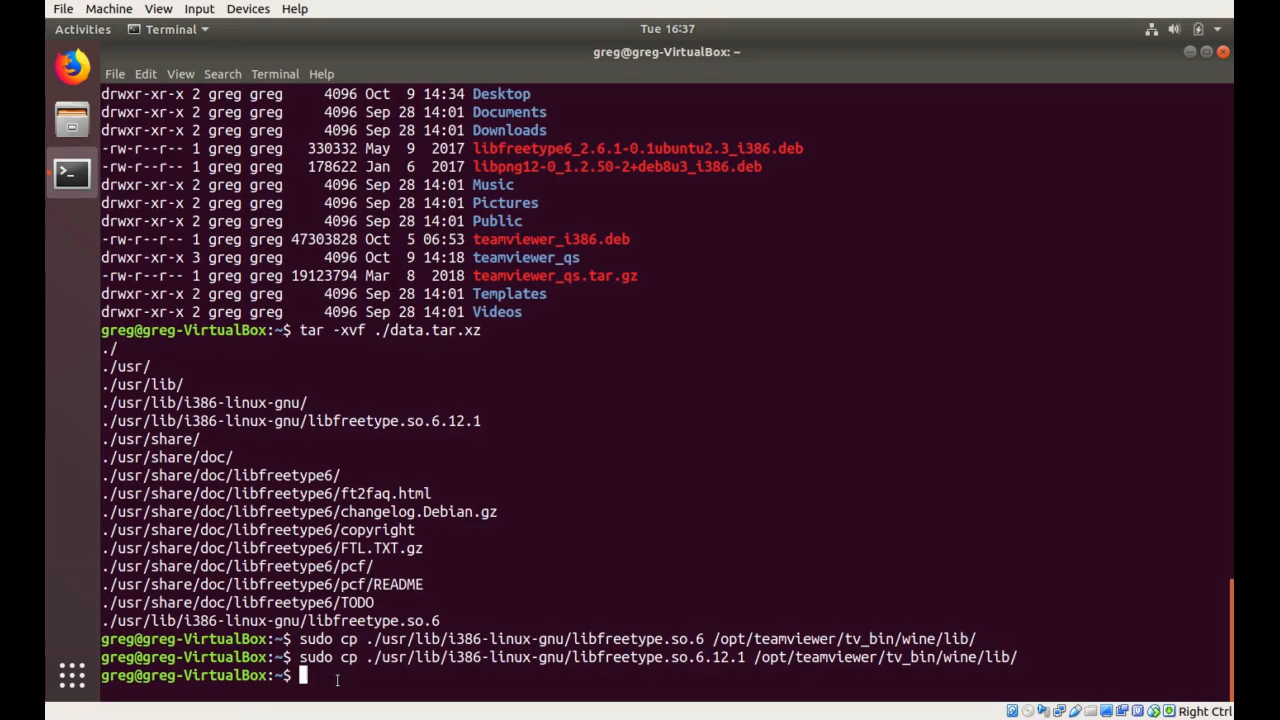 File Machine View Input Devices Help
Activities Terminal Tue 16:37
greg@greg-VirtualBox: ~
File Edit View Search Terminal Help
drwxr-xr-x 2 greg greg 4096 Oct 9 14:34 Desktop
drwxr-xr-x 2 greg greg 4096 Sep 28 14:01 Documents
drwxr-xr-x 2 greg greg 4096 Sep 28 14:01 Downloads
-rw-r--r-- 1 greg greg 330332 May 9 2017 libfreetype6_2.6.1-0.1ubuntu2.3_i386.deb
-rw-r--r-- 1 greg greg 178622 Jan 6 2017 libpng12-0_1.2.50-2+deb8u3_i386.deb
drwxr-xr-x 2 greg greg 4096 Sep 28 14:01 Music
drwxr-xr-x 2 greg greg 4096 Sep 28 14:01 Pictures
drwxr-xr-x 2 greg greg 4096 Sep 28 14:01 Public
-rw-r--r-- 1 greg greg 47303828 Oct 5 06:53 teamviewer_i386.deb
drwxr-xr-x 3 greg greg 4096 Oct 9 14:18 teamviewer_qs
-rw-r--r-- 1 greg greg 19123794 Mar 8 2018 teamviewer_qs.tar.gz
drwxr-xr-x 2 greg greg 4096 Sep 28 14:01 Templates
drwxr-xr-x 2 greg greg 4096 Sep 28 14:01 Videos
greg@greg-VirtualBox:~$ tar -xvf ./data.tar.xz
./
./usr/
./usr/lib/
./usr/lib/i386-linux-gnu/
./usr/lib/i386-linux-gnu/libfreetype.so.6.12.1
./usr/share/
./usr/share/doc/
./usr/share/doc/libfreetype6/
./usr/share/doc/libfreetype6/ft2faq.html
./usr/share/doc/libfreetype6/changelog.Debian.gz
./usr/share/doc/libfreetype6/copyright
./usr/share/doc/libfreetype6/FTL.TXT.gz
./usr/share/doc/libfreetype6/pcf/
./usr/share/doc/libfreetype6/pcf/README
./usr/share/doc/libfreetype6/TODO
./usr/lib/i386-linux-gnu/libfreetype.so.6
greg@greg-VirtualBox:~$ sudo cp ./usr/lib/i386-linux-gnu/libfreetype.so.6 /opt/teamviewer/tv_bin/wine/lib/
greg@greg-VirtualBox:~$ sudo cp ./usr/lib/i386-linux-gnu/libfreetype.so.6.12.1 /opt/teamviewer/tv_bin/wine/lib/
greg@greg-VirtualBox:~$
Right Ctrl